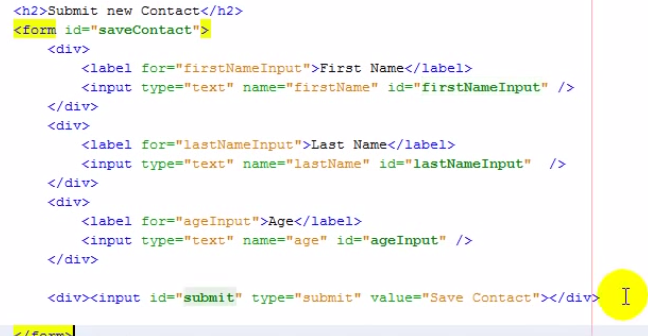 <h2>Submit new Contact</h2>
<form id="saveContact">
<div>
<label for="firstNameInput">First Name</label>
<input type="text" name="firstName" id="firstNameInput" />
</div>
<div>
<label for="lastNameInput">Last Name</label>
<input type="text" name="lastName" id="lastNameInput"  />
</div>
<div>
<label for="ageInput">Age</label>
<input type="text" name="age" id="ageInput" />
</div>
<div><input id="submit" type="submit" value="Save Contact"></div>
</form>